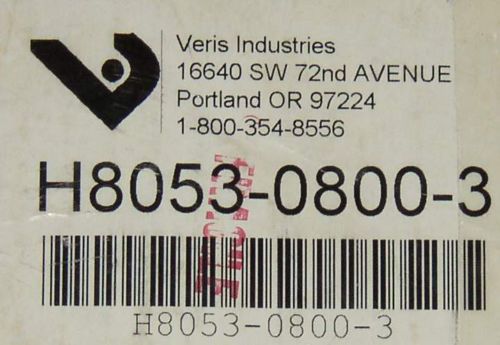 Veris Industries
16640 SW 72nd AVENUE
Portland OR 97224
1-800-354-8556
H8053-0800-3
H8053-0800-3